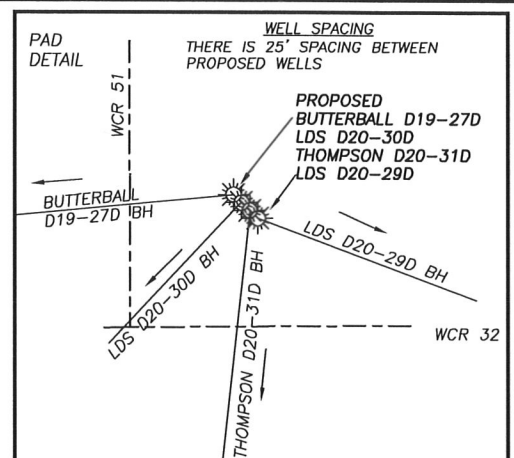 PAD
DETAIL
WELL SPACING
THERE IS 25' SPACING BETWEEN
PROPOSED WELLS
WCR 51
PROPOSED
BUTTERBALL D19-27D
LDS D20-30D
THOMPSON D20-31D
LDS D20-29D
BUTTERBALL
D19-27D BH
LDS D20-30D BH
THOMPSON D20-31D BH
LDS D20-29D BH
WCR 32